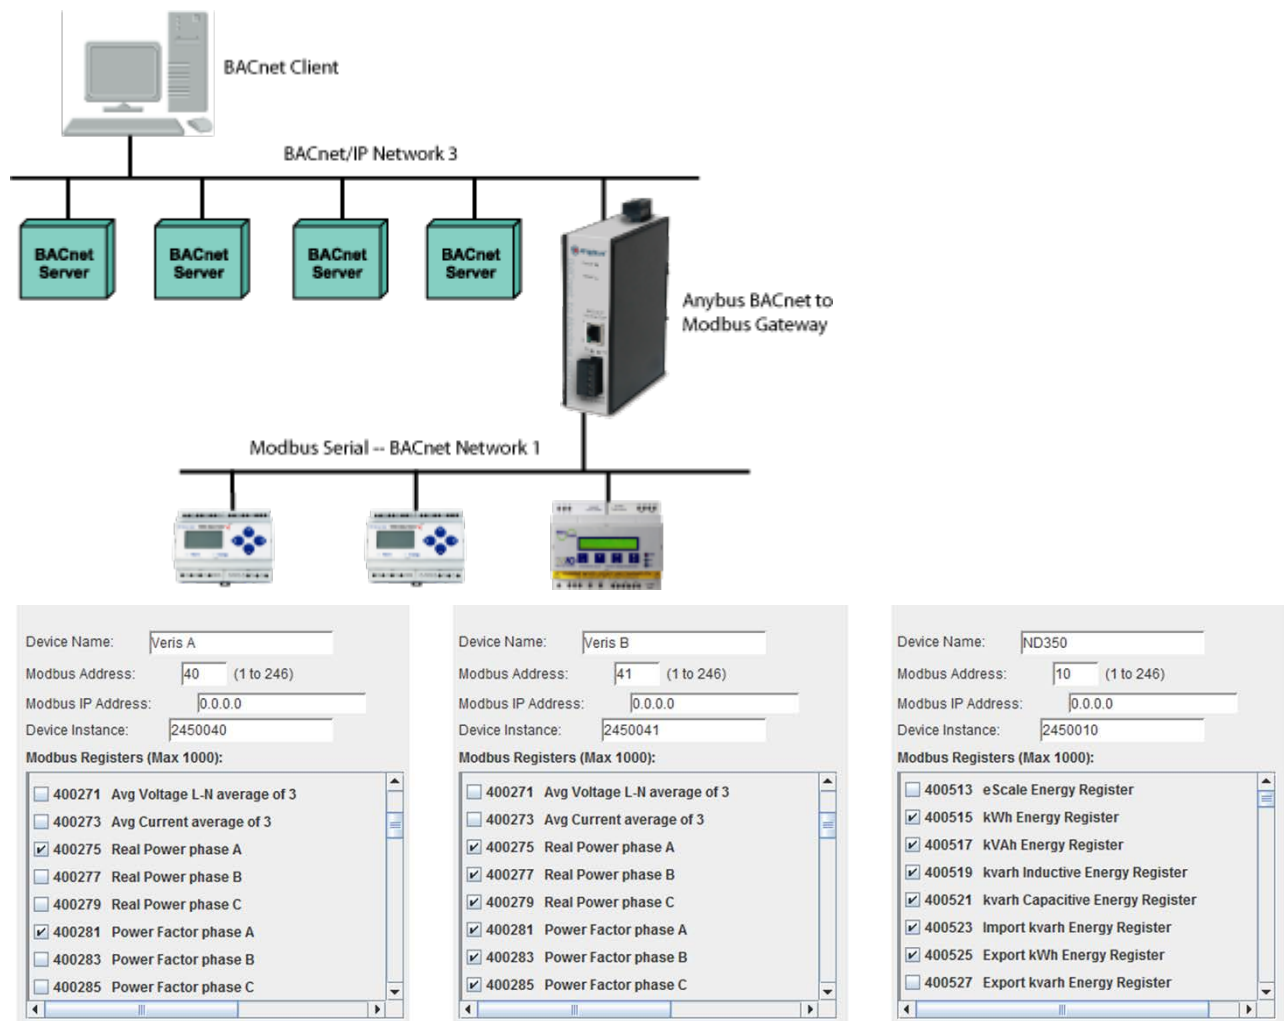 BACnet Client
BACnet/IP Network 3
BACnet
Server
BACnet
Server
BACnet
Server
BACnet
Server
Anybus BACnet to
Modbus Gateway
Modbus Serial -- BACnet Network 1
Device Name: Veris A
Modbus Address: 40 (1 to 246)
Modbus IP Address: 0.0.0.0
Device Instance: 2450040
Modbus Registers (Max 1000):
400271 Avg Voltage L-N average of 3
400273 Avg Current average of 3
400275 Real Power phase A
400277 Real Power phase B
400279 Real Power phase C
400281 Power Factor phase A
400283 Power Factor phase B
400285 Power Factor phase C
Device Name: Veris B
Modbus Address: 41 (1 to 246)
Modbus IP Address: 0.0.0.0
Device Instance: 2450041
Modbus Registers (Max 1000):
400271 Avg Voltage L-N average of 3
400273 Avg Current average of 3
400275 Real Power phase A
400277 Real Power phase B
400279 Real Power phase C
400281 Power Factor phase A
400283 Power Factor phase B
400285 Power Factor phase C
Device Name: ND350
Modbus Address: 10 (1 to 246)
Modbus IP Address: 0.0.0.0
Device Instance: 2450010
Modbus Registers (Max 1000):
400513 eScale Energy Register
400515 kWh Energy Register
400517 kVAh Energy Register
400519 kvarh Inductive Energy Register
400521 kvarh Capacitive Energy Register
400523 Import kvarh Energy Register
400525 Export kWh Energy Register
400527 Export kvarh Energy Register